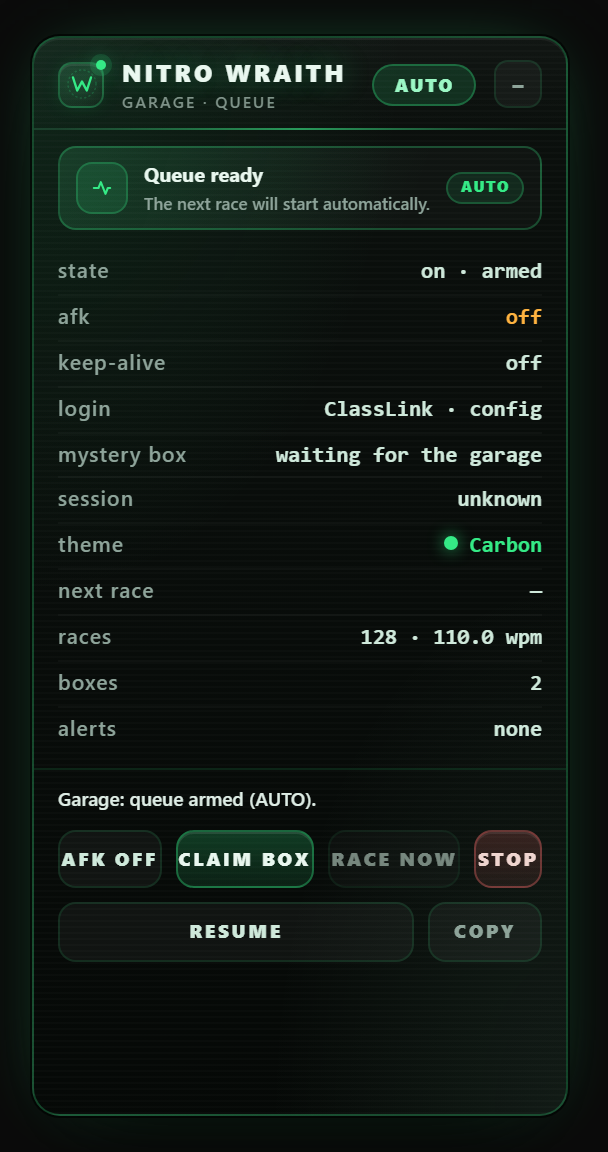 W
NITRO WRAITH
GARAGE · QUEUE
AUTO
–
Queue ready
The next race will start automatically.
AUTO
state on · armed
afk off
keep-alive off
login ClassLink · config
mystery box waiting for the garage
session unknown
theme Carbon
next race —
races 128 · 110.0 wpm
boxes 2
alerts none
Garage: queue armed (AUTO).
AFK OFF CLAIM BOX RACE NOW STOP
RESUME COPY